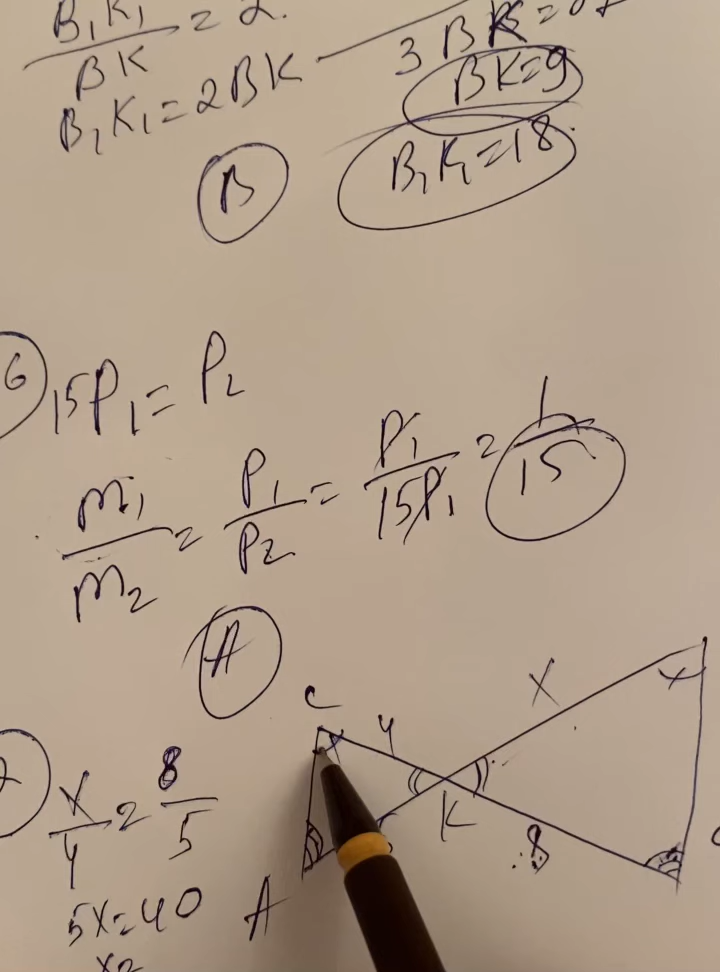 B₁K₁/BK = 2.
B₁K₁ = 2BK
3BK=
BK=9
B₁K₁=18.
B
6
15P₁ = P₂
m₁/m₂ = P₁/P₂ = P₁/15P₁ = 1/15
A
C
4
X
X/4 = 8/5
K
8
5X=40
A
X=